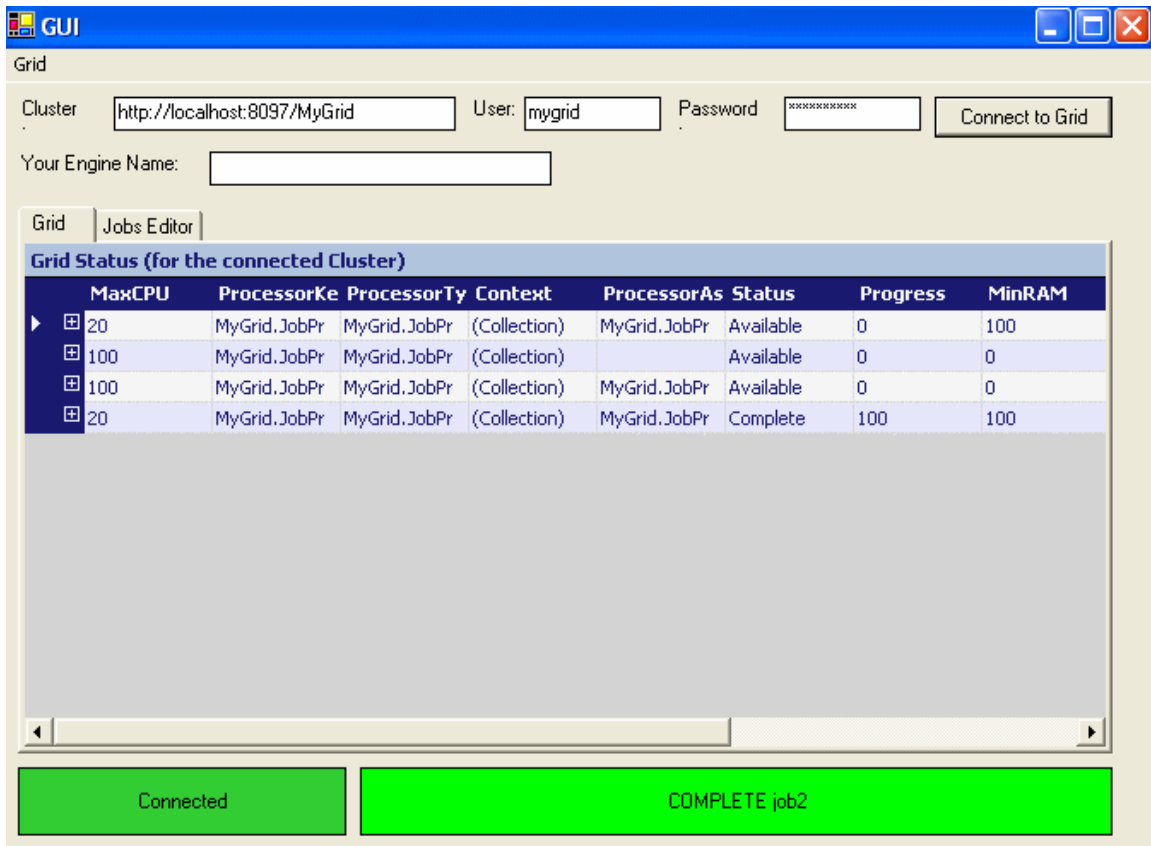 GUI
Grid
Cluster : http://localhost:8097/MyGrid User: mygrid Password : ********** Connect to Grid
Your Engine Name:
Grid Jobs Editor
Grid Status (for the connected Cluster)
MaxCPU ProcessorKe ProcessorTy Context ProcessorAs Status Progress MinRAM
20 MyGrid.JobPr MyGrid.JobPr (Collection) MyGrid.JobPr Available 0 100
100 MyGrid.JobPr MyGrid.JobPr (Collection) Available 0 0
100 MyGrid.JobPr MyGrid.JobPr (Collection) MyGrid.JobPr Available 0 0
20 MyGrid.JobPr MyGrid.JobPr (Collection) MyGrid.JobPr Complete 100 100
Connected COMPLETE job2